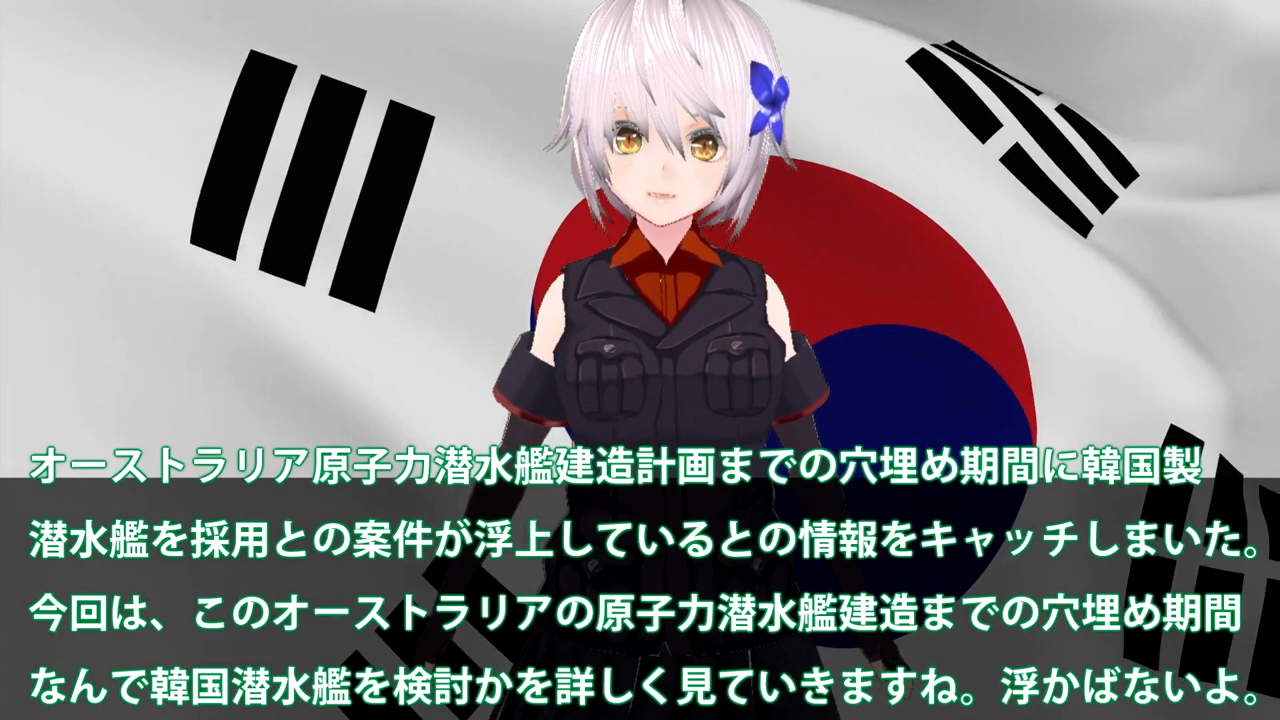 オーストラリア原子力潜水艦建造計画までの穴埋め期間に韓国製
潜水艦を採用との案件が浮上しているとの情報をキャッチしまいた。
今回は、このオーストラリアの原子力潜水艦建造までの穴埋め期間
なんで韓国潜水艦を検討かを詳しく見ていきますね。浮かばないよ。